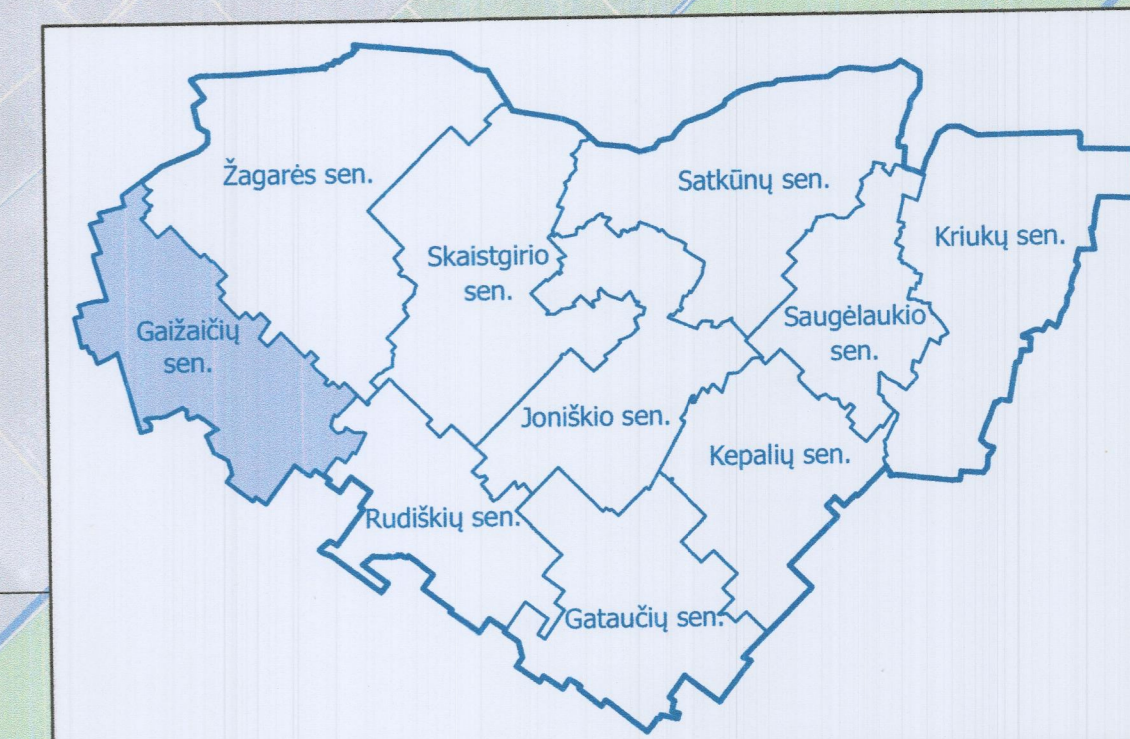 Žagarės sen.
Satkūnų sen.
Kriukų sen.
Skaistgirio
sen.
Gaižaičių
sen.
Saugėlaukio
sen.
Joniškio sen.
Kepalių sen.
Rudiškių sen.
Gataučių sen.